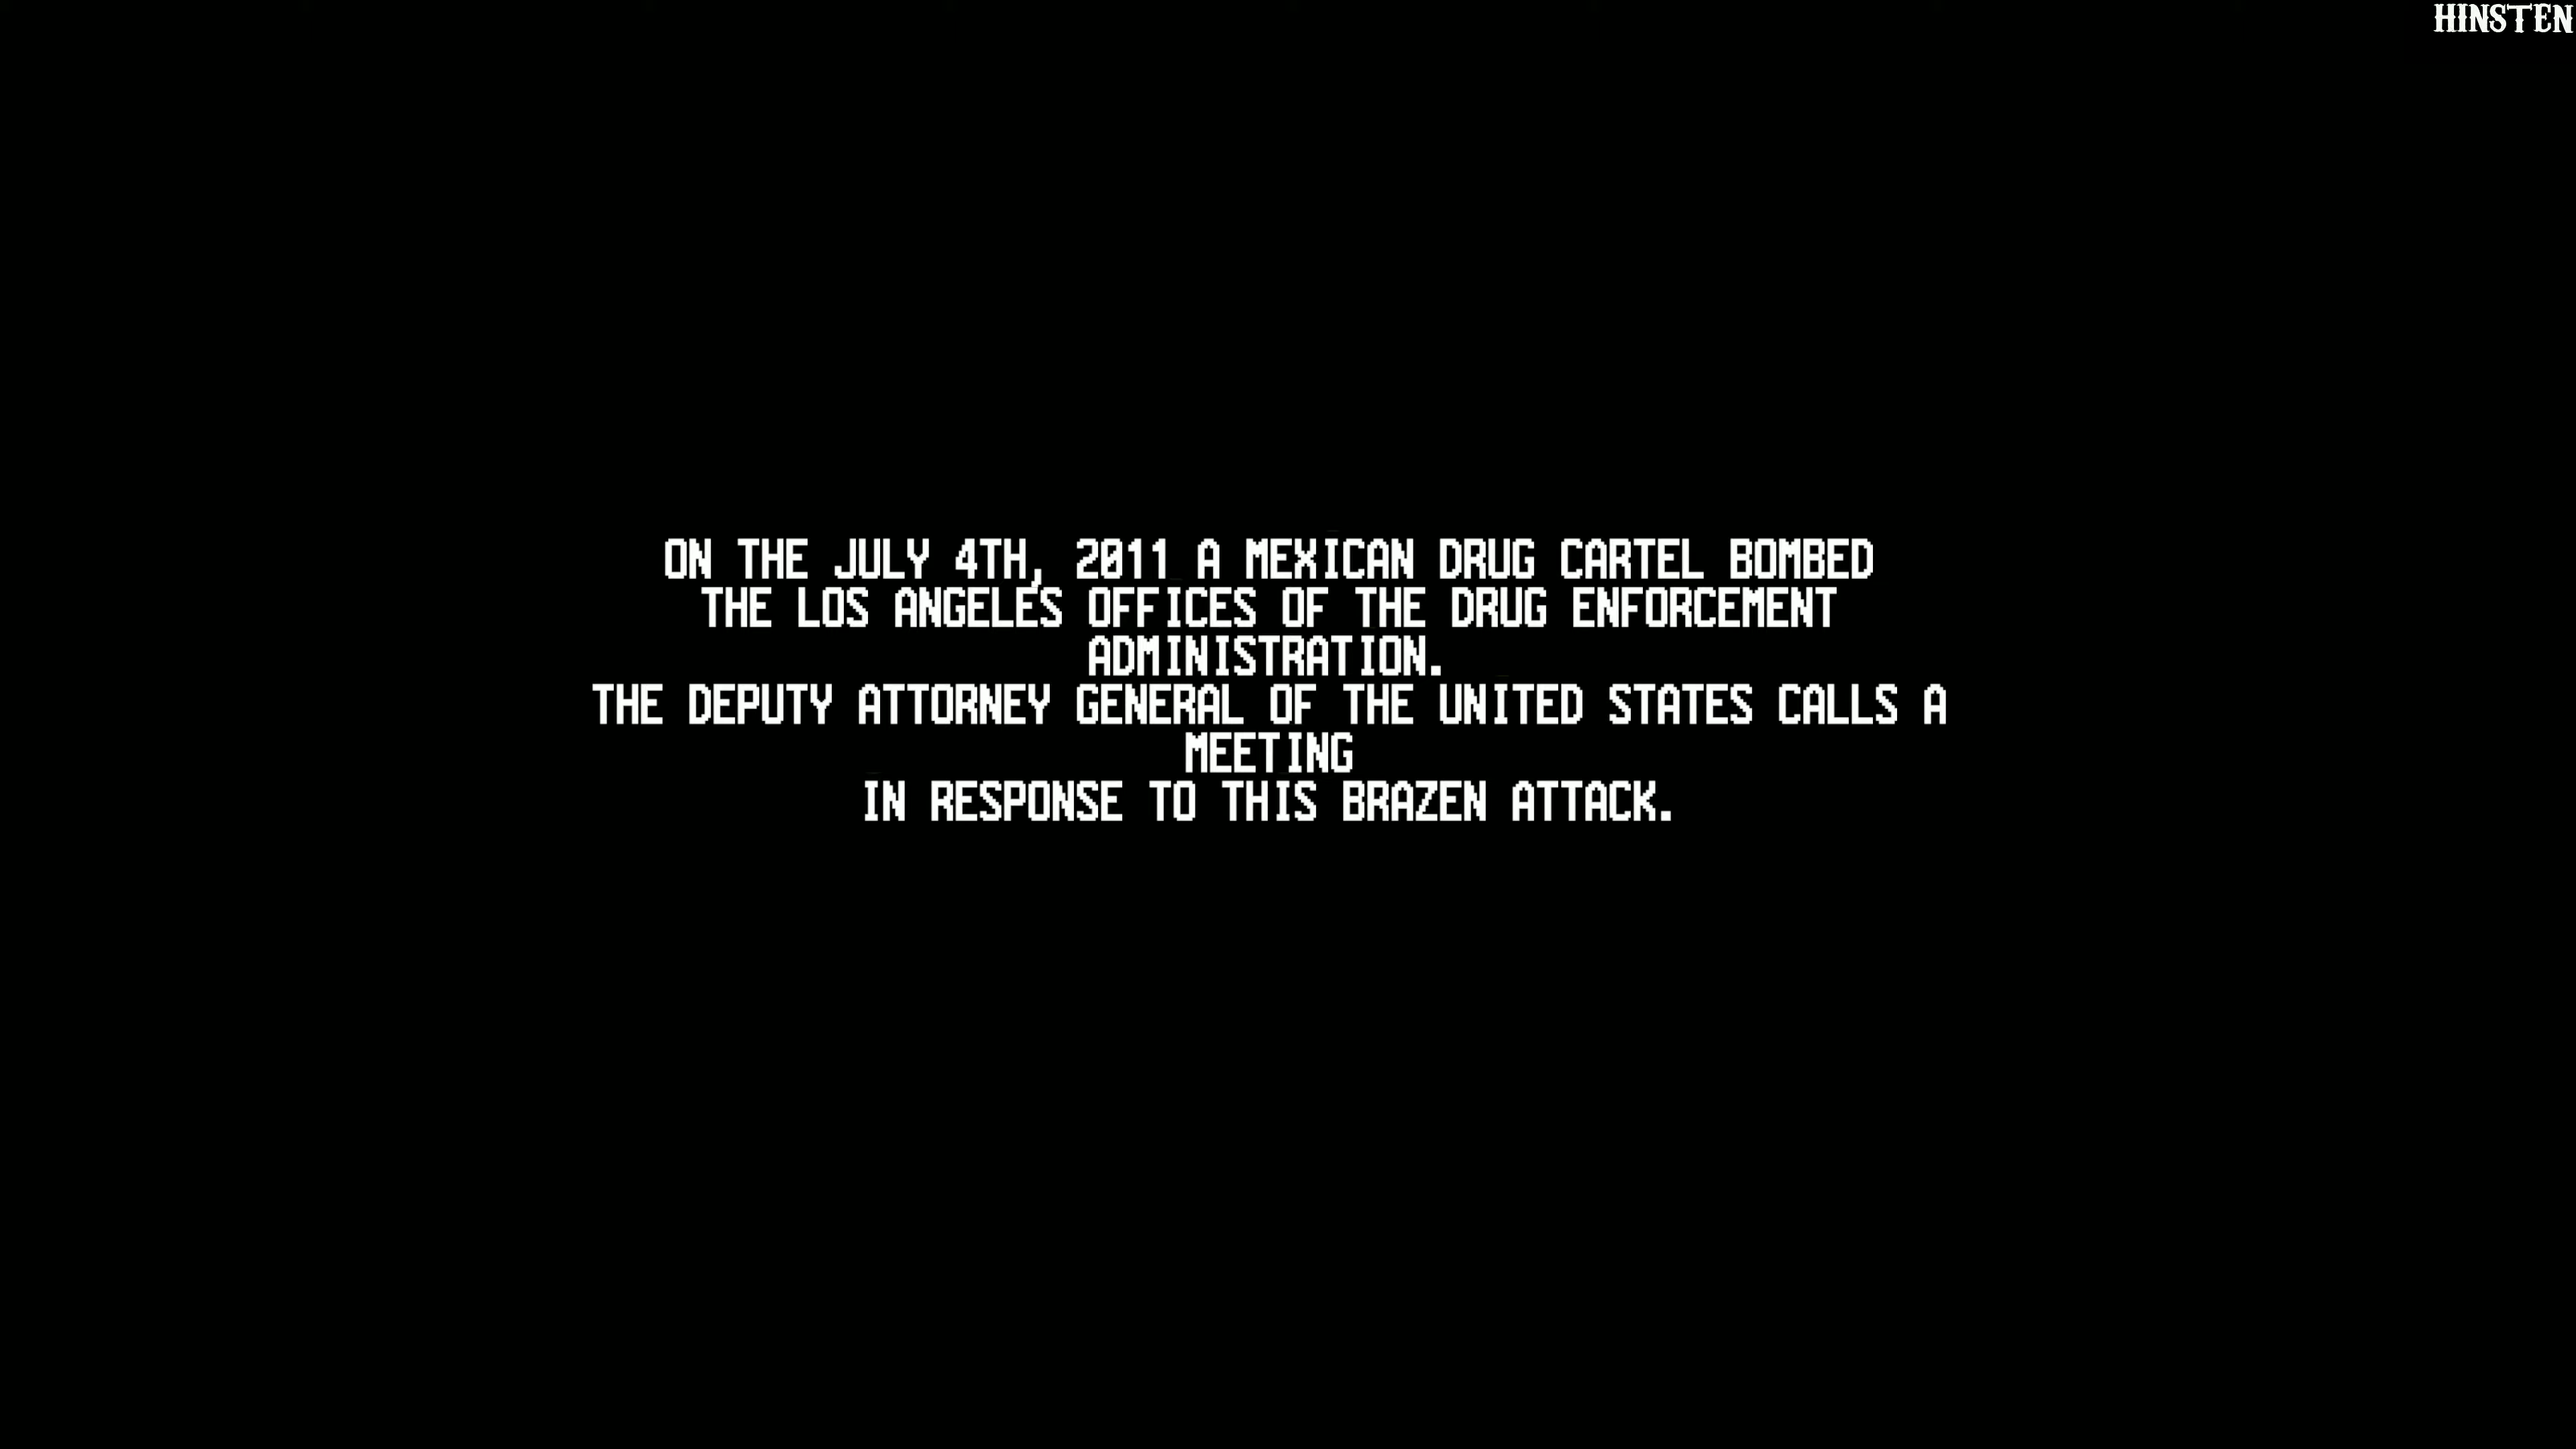 HINSTEN
ON THE JULY 4TH, 2011 A MEXICAN DRUG CARTEL BOMBED
THE LOS ANGELES OFFICES OF THE DRUG ENFORCEMENT
ADMINISTRATION.
THE DEPUTY ATTORNEY GENERAL OF THE UNITED STATES CALLS A
MEETING
IN RESPONSE TO THIS BRAZEN ATTACK.